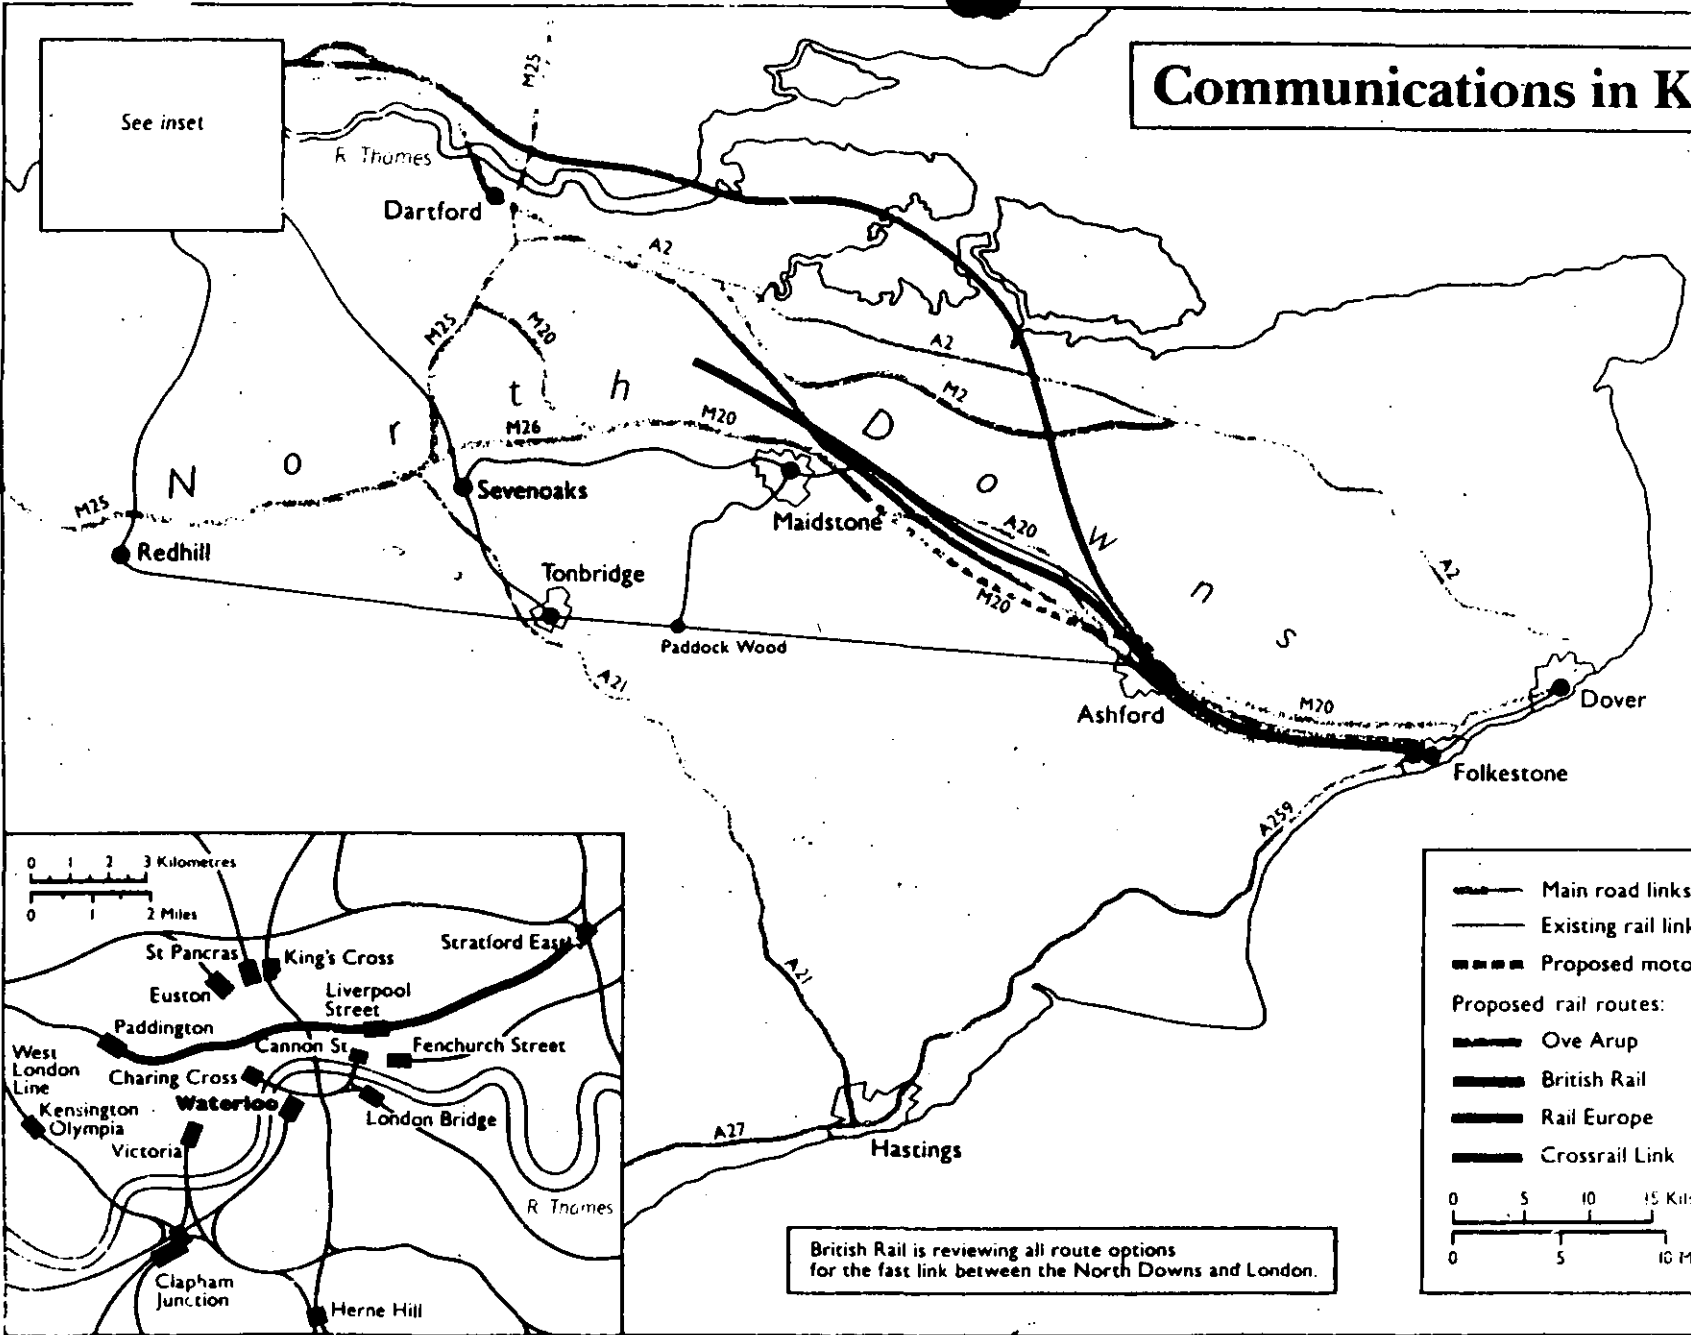 Communications in K
See inset
M25
R Thames
Dartford
A2
M25
M20
A2
M2
North Downs
M26
M20
M25
Sevenoaks
Maidstone
A20
Redhill
Tonbridge
M20
A2
Paddock Wood
A21
Ashford
M20
Dover
Folkestone
A259
A21
A27
Hastings
0 1 2 3 Kilometres
0 1 2 Miles
St Pancras
King's Cross
Stratford East
Euston
Liverpool
Street
Paddington
Cannon St
Fenchurch Street
West
London
Line
Charing Cross
Waterloo
London Bridge
Kensington
Olympia
Victoria
R Thames
Clapham
Junction
Herne Hill
British Rail is reviewing all route options
for the fast link between the North Downs and London.
Main road links
Existing rail link
Proposed moto
Proposed rail routes:
Ove Arup
British Rail
Rail Europe
Crossrail Link
0 5 10 15 Kil
0 5 10 M